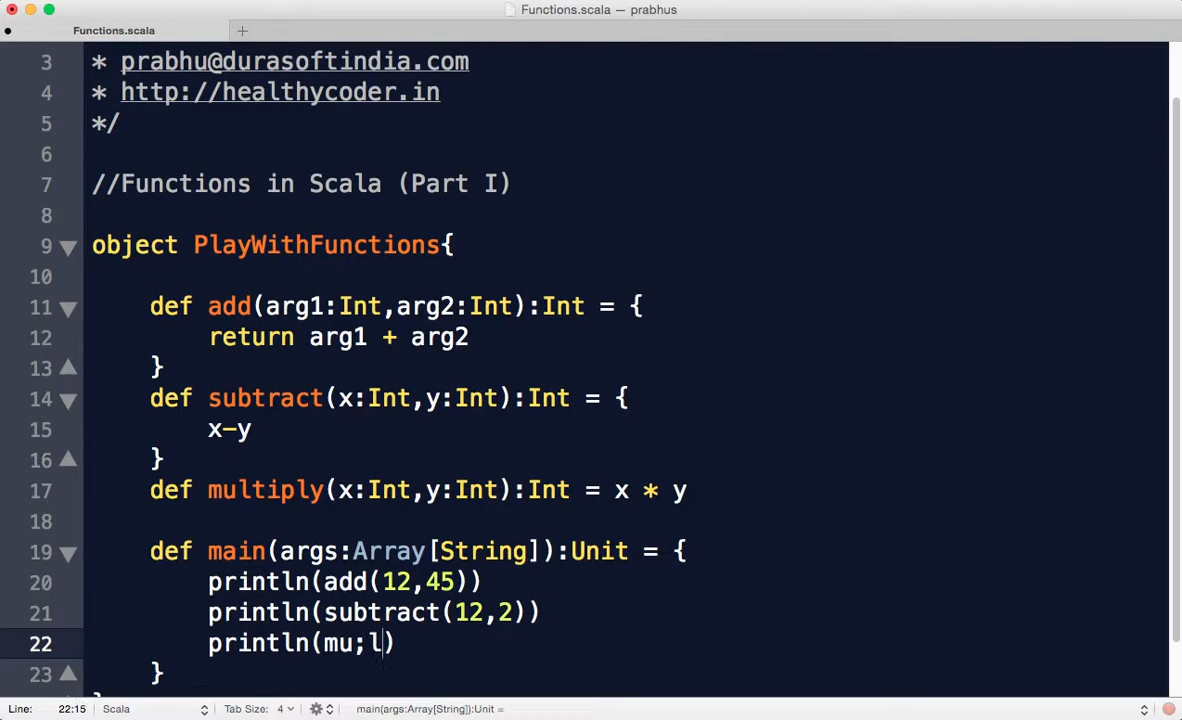 Functions.scala — prabhus
Functions.scala
3 * prabhu@durasoftindia.com
4 * http://healthycoder.in
5 */
6
7 //Functions in Scala (Part I)
8
9 object PlayWithFunctions{
10
11 def add(arg1:Int,arg2:Int):Int = {
12 return arg1 + arg2
13 }
14 def subtract(x:Int,y:Int):Int = {
15 x-y
16 }
17 def multiply(x:Int,y:Int):Int = x * y
18
19 def main(args:Array[String]):Unit = {
20 println(add(12,45))
21 println(subtract(12,2))
22 println(mu;l)
23 }
Line: 22:15 Scala Tab Size: 4 main(args:Array[String]):Unit =